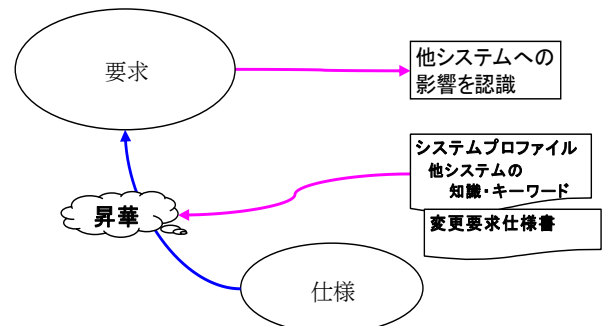 要求
他システムへの
影響を認識
システムプロファイル
他システムの
知識・キーワード
変更要求仕様書
昇華
仕様